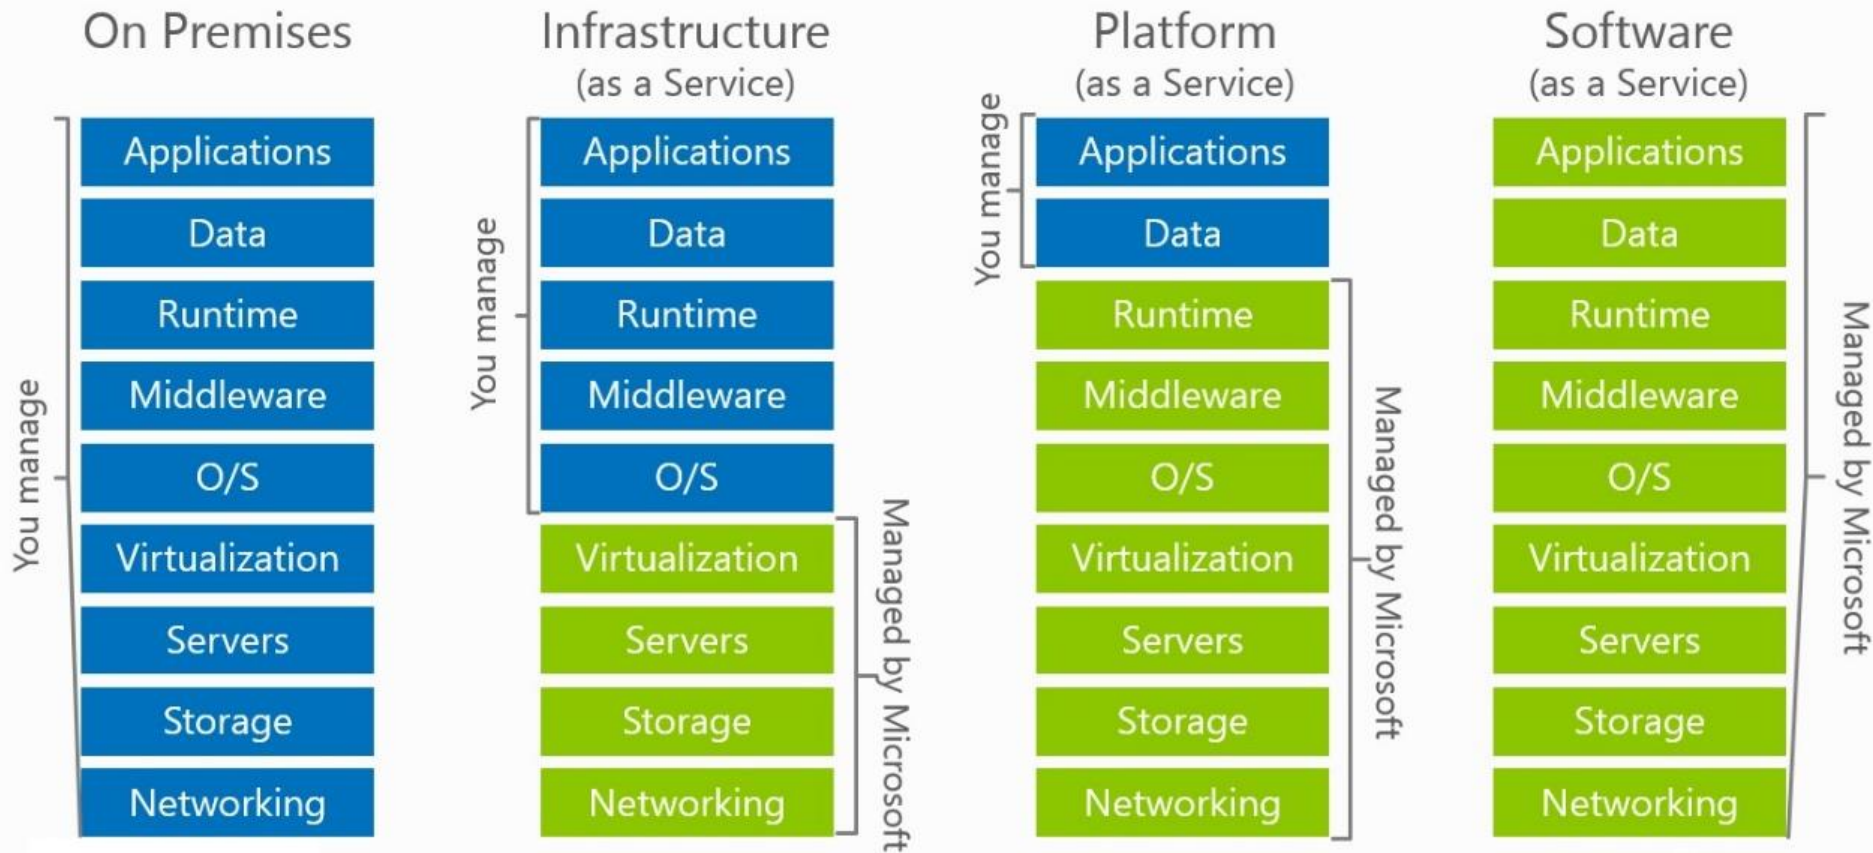 On Premises
You manage
Applications
Data
Runtime
Middleware
O/S
Virtualization
Servers
Storage
Networking
Infrastructure
(as a Service)
You manage
Applications
Data
Runtime
Middleware
O/S
Virtualization
Servers
Storage
Networking
Managed by Microsoft
Platform
(as a Service)
You manage
Applications
Data
Runtime
Middleware
O/S
Virtualization
Servers
Storage
Networking
Managed by Microsoft
Software
(as a Service)
Applications
Data
Runtime
Middleware
O/S
Virtualization
Servers
Storage
Networking
Managed by Microsoft